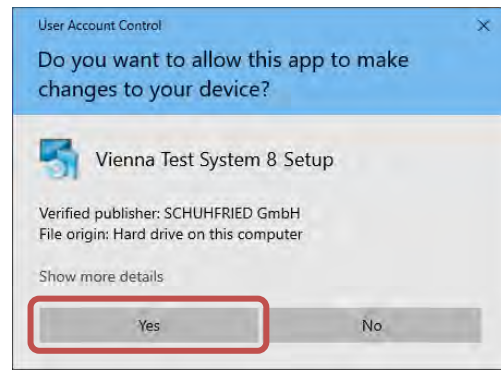 User Account Control
Do you want to allow this app to make
changes to your device?
Vienna Test System 8 Setup
Verified publisher: SCHUHFRIED GmbH
File origin: Hard drive on this computer
Show more details
Yes No